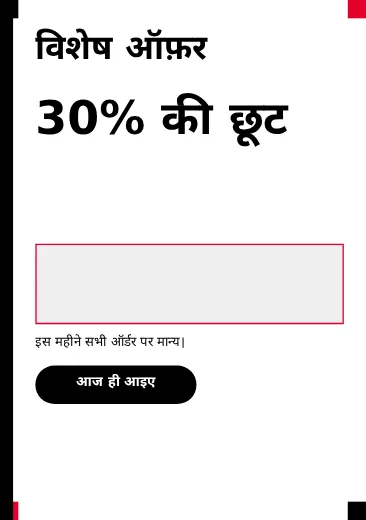 विशेष ऑफ़र
30% की छूट
इस महीने सभी ऑर्डर पर मान्य|
आज ही आइए